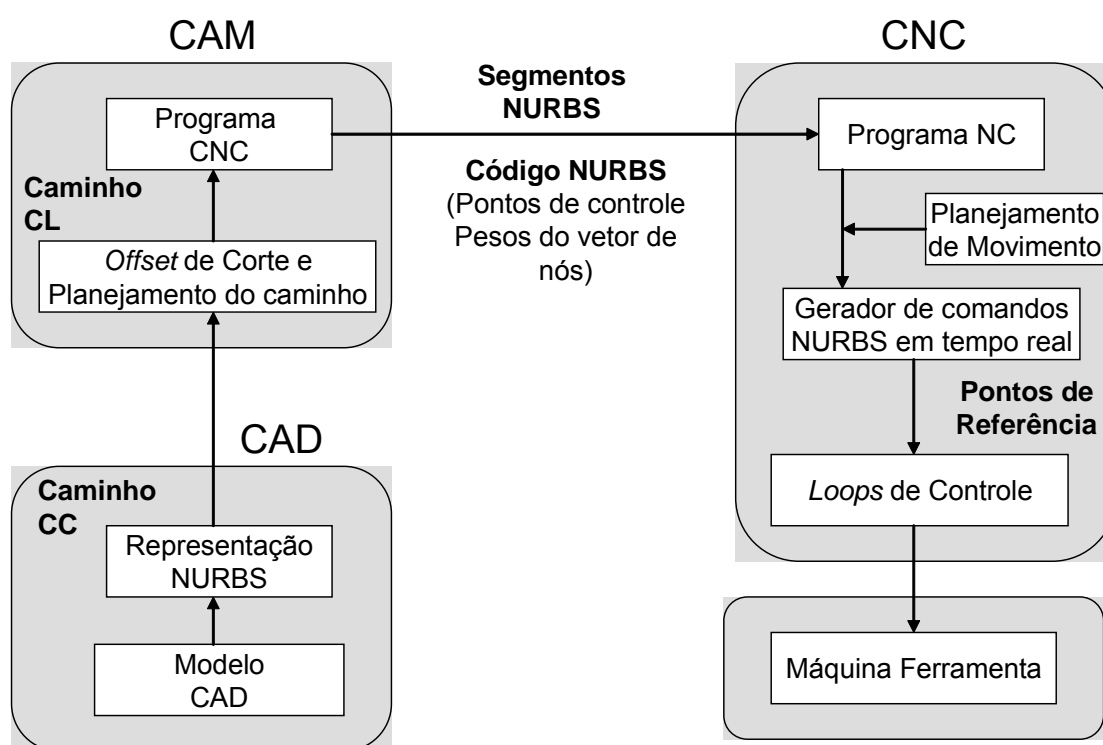 CAM
CNC
Segmentos
NURBS
Programa
CNC
Programa NC
Código NURBS
(Pontos de controle
Pesos do vetor de
nós)
Caminho
CL
Planejamento
de Movimento
Offset de Corte e
Planejamento do caminho
Gerador de comandos
NURBS em tempo real
Pontos de
Referência
CAD
Caminho
CC
Loops de Controle
Representação
NURBS
Modelo
CAD
Máquina Ferramenta